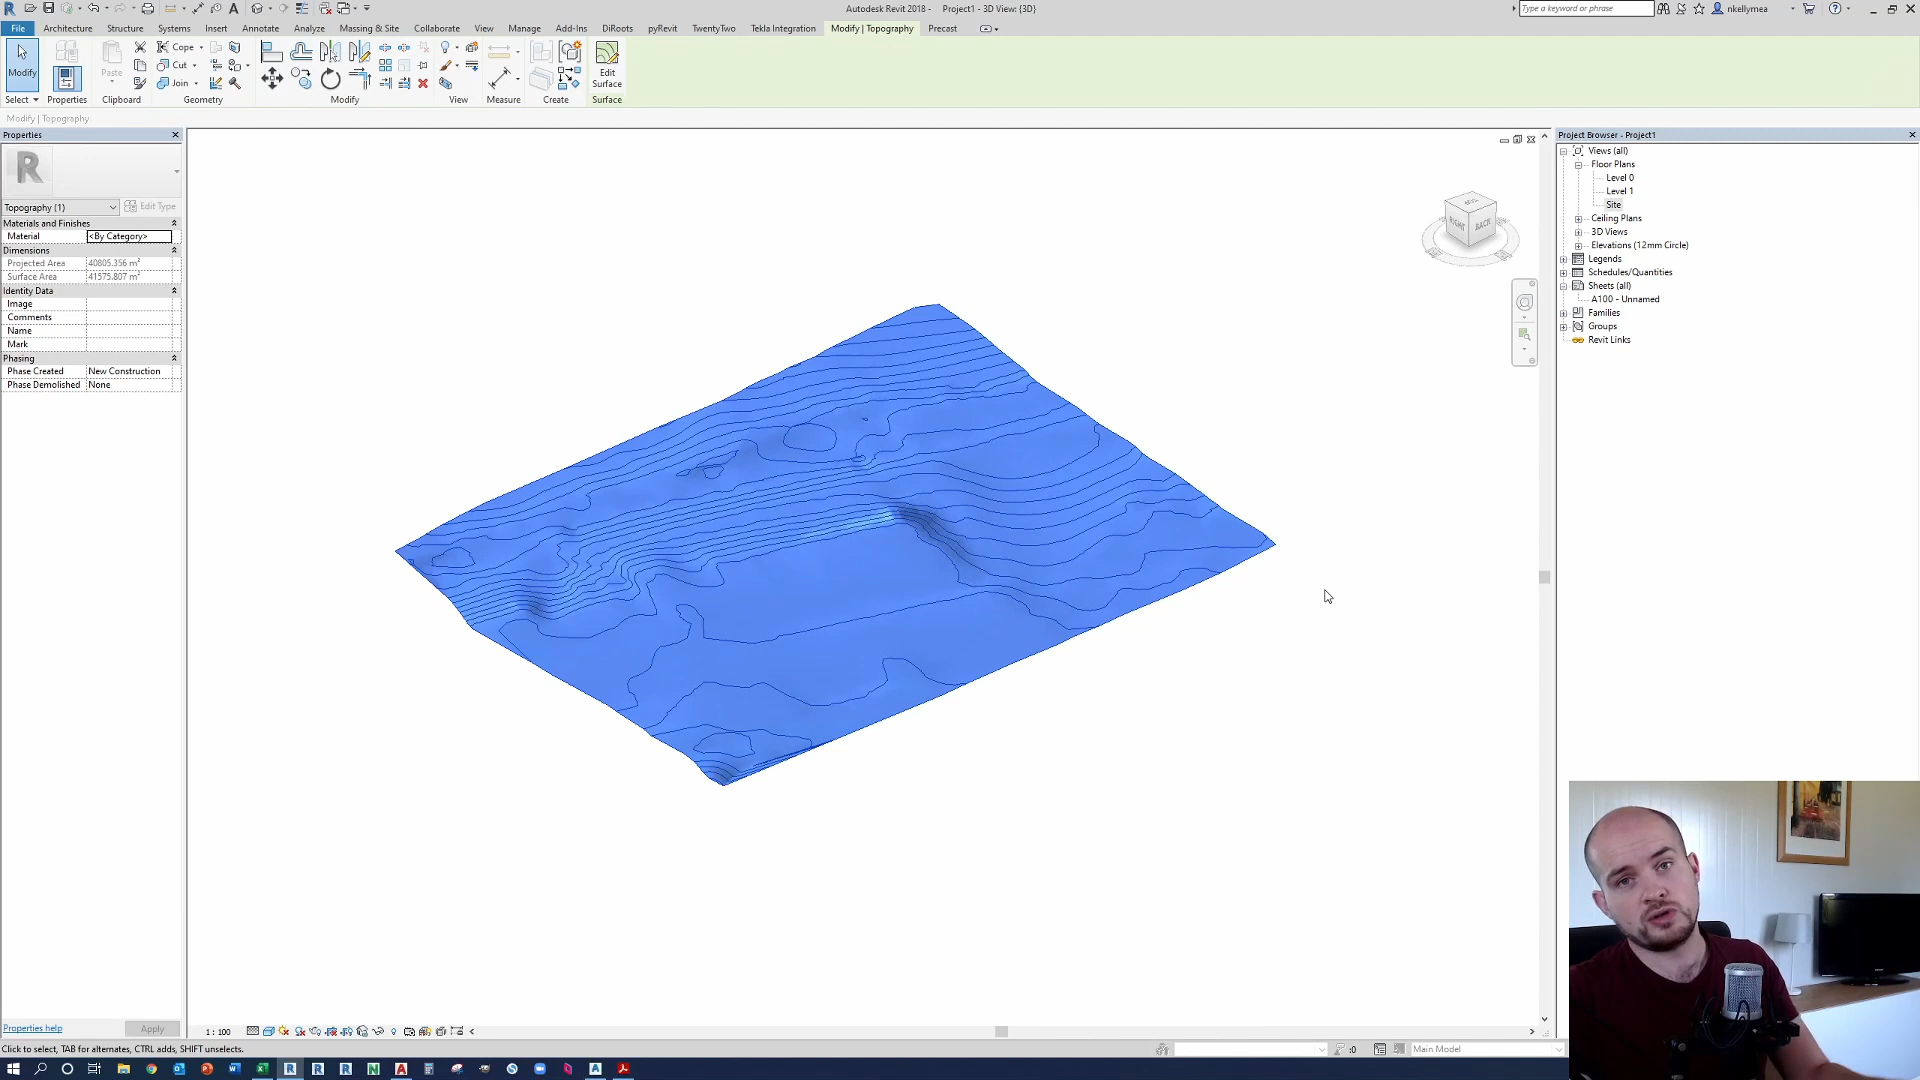 Autodesk Revit 2018 - Project1 - 3D View: {3D}
Type a keyword or phrase
nkellymea
File Architecture Structure Systems Insert Annotate Analyze Massing & Site Collaborate View Manage Add-Ins DiRoots pyRevit TwentyTwo Tekla Integration Modify | Topography Precast
Modify
Paste
Cope
Cut
Join
Edit
Surface
Select Properties Clipboard Geometry Modify View Measure Create Surface
Modify | Topography
Properties
Topography (1)
Edit Type
Materials and Finishes
Material <By Category>
Dimensions
Projected Area 40805.356 m²
Surface Area 41575.807 m²
Identity Data
Image
Comments
Name
Mark
Phasing
Phase Created New Construction
Phase Demolished None
Properties help
Apply
RIGHT BACK
Project Browser - Project1
Views (all)
Floor Plans
Level 0
Level 1
Site
Ceiling Plans
3D Views
Elevations (12mm Circle)
Legends
Schedules/Quantities
Sheets (all)
A100 - Unnamed
Families
Groups
Revit Links
1 : 100
Click to select, TAB for alternates, CTRL adds, SHIFT unselects.
:0
Main Model